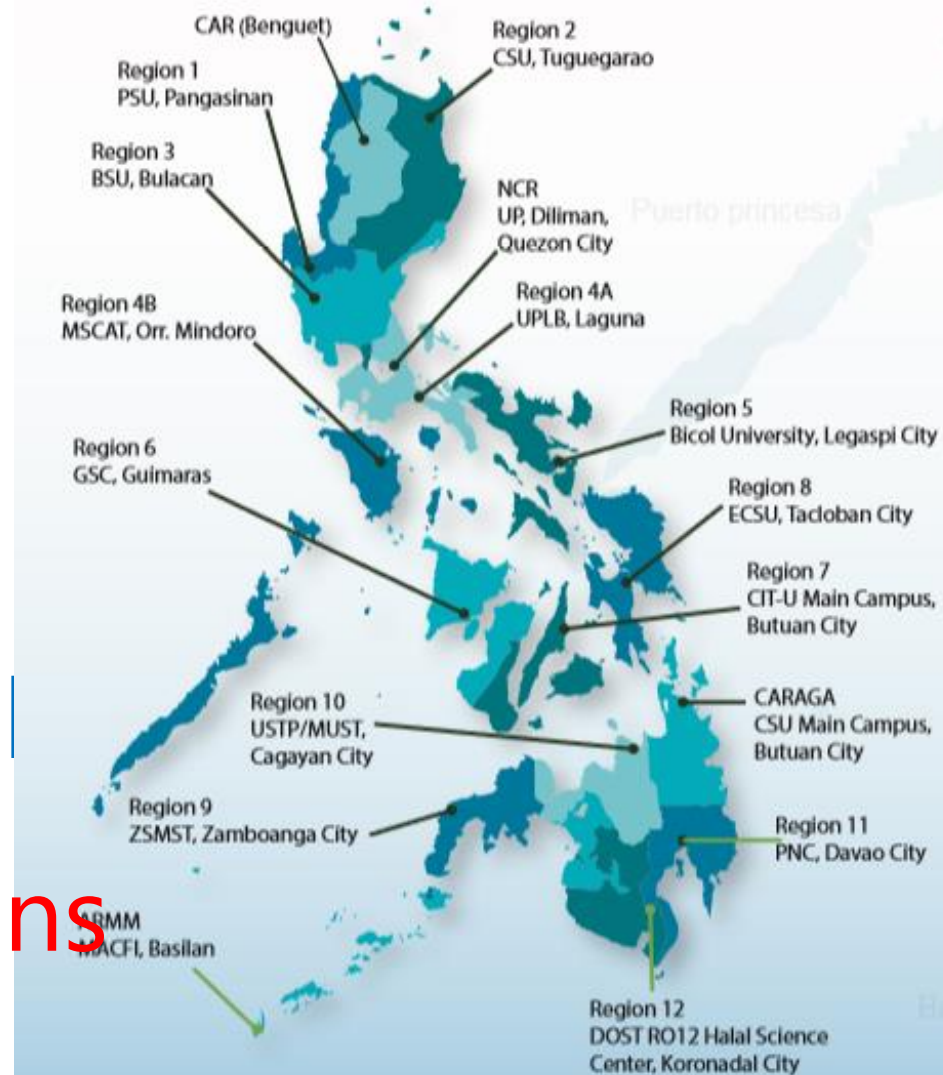 CAR (Benguet)
Region 2
CSU, Tuguegarao
Region 1
PSU, Pangasinan
Region 3
BSU, Bulacan
NCR
UP, Diliman,
Quezon City
Puerto princesa
Region 4B
MSCAT, Orr. Mindoro
Region 4A
UPLB, Laguna
Region 5
Bicol University, Legaspi City
Region 6
GSC, Guimaras
Region 8
ECSU, Tacloban City
Region 7
CIT-U Main Campus,
Butuan City
Region 10
USTP/MUST,
Cagayan City
CARAGA
CSU Main Campus,
Butuan City
Region 9
ZSMST, Zamboanga City
Region 11
PNC, Davao City
ns
ARMM
MACFI, Basilan
Region 12
DOST RO12 Halal Science
Center, Koronadal City